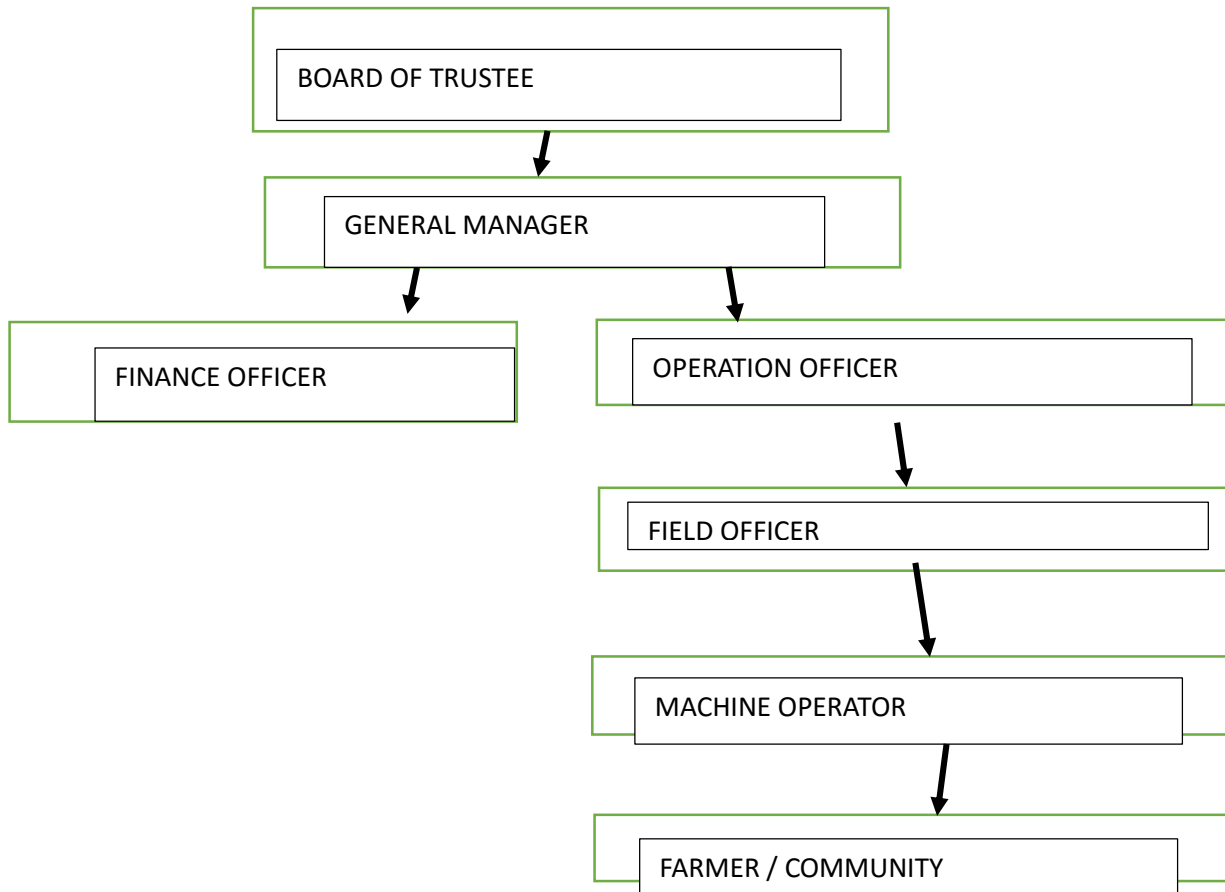 BOARD OF TRUSTEE
GENERAL MANAGER
FINANCE OFFICER
OPERATION OFFICER
FIELD OFFICER
MACHINE OPERATOR
FARMER / COMMUNITY